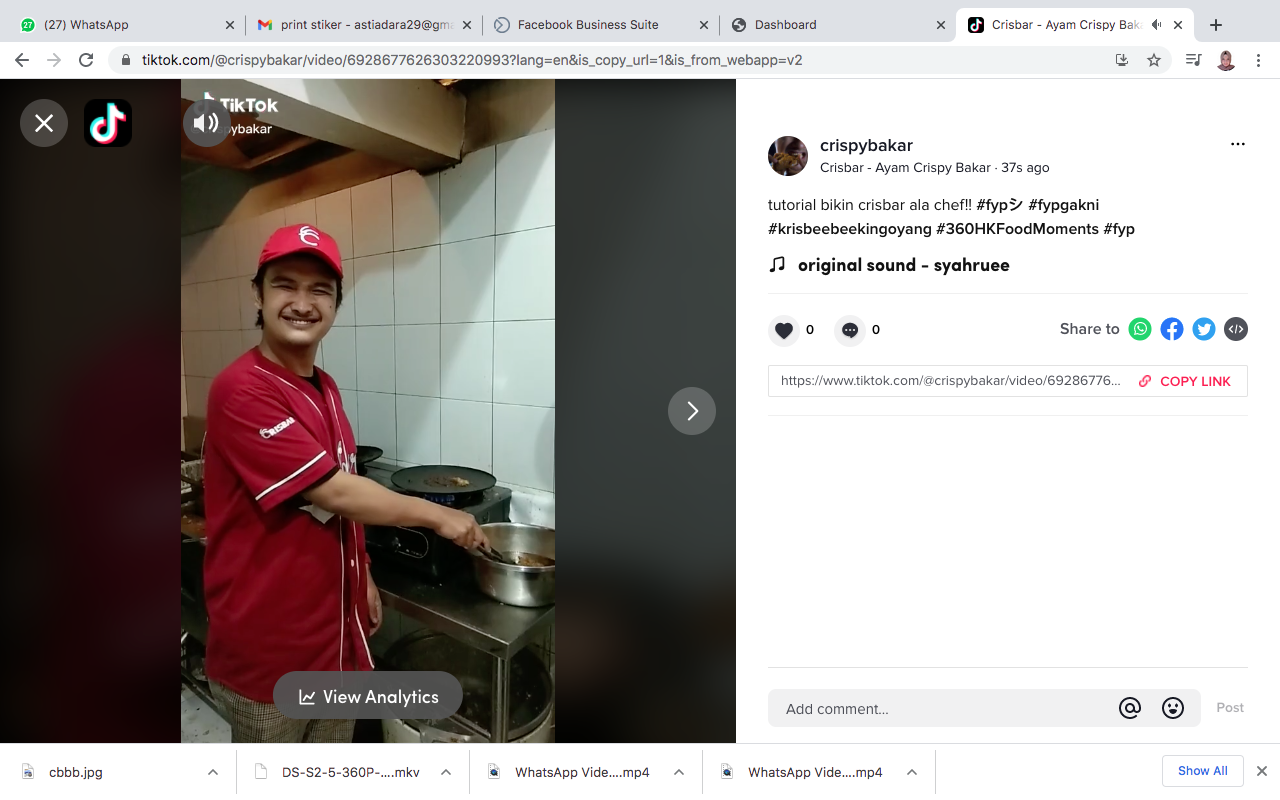 (27) WhatsApp
print stiker - astiadara29@gm
Facebook Business Suite
Dashboard
Crisbar - Ayam Crispy Baka
tiktok.com/@crispybakar/video/6928677626303220993?lang=en&is_copy_url=1&is_from_webapp=v2
TikTok
ybakar
CRISBAR
View Analytics
crispybakar
Crisbar - Ayam Crispy Bakar · 37s ago
tutorial bikin crisbar ala chef!! #fypシ #fypgakni
#krisbeebeekingoyang #360HKFoodMoments #fyp
original sound - syahruee
0
0
Share to
https://www.tiktok.com/@crispybakar/video/69286776...
COPY LINK
Add comment...
Post
cbbb.jpg
DS-S2-5-360P-....mkv
WhatsApp Vide....mp4
WhatsApp Vide....mp4
Show All